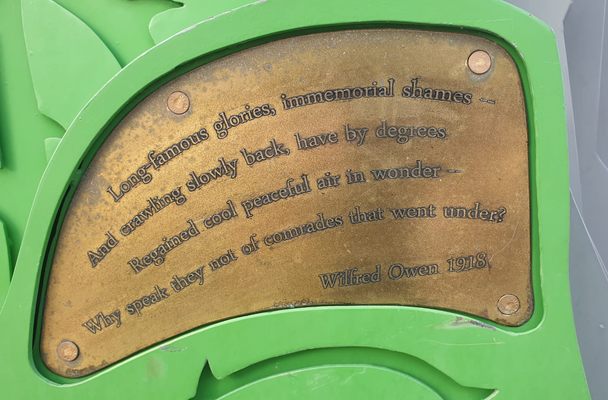 Long-famous glories, immemorial shames —
And crawling slowly back, have by degrees
Regained cool peaceful air in wonder —
Why speak they not of comrades that went under?
Wilfred Owen 1918